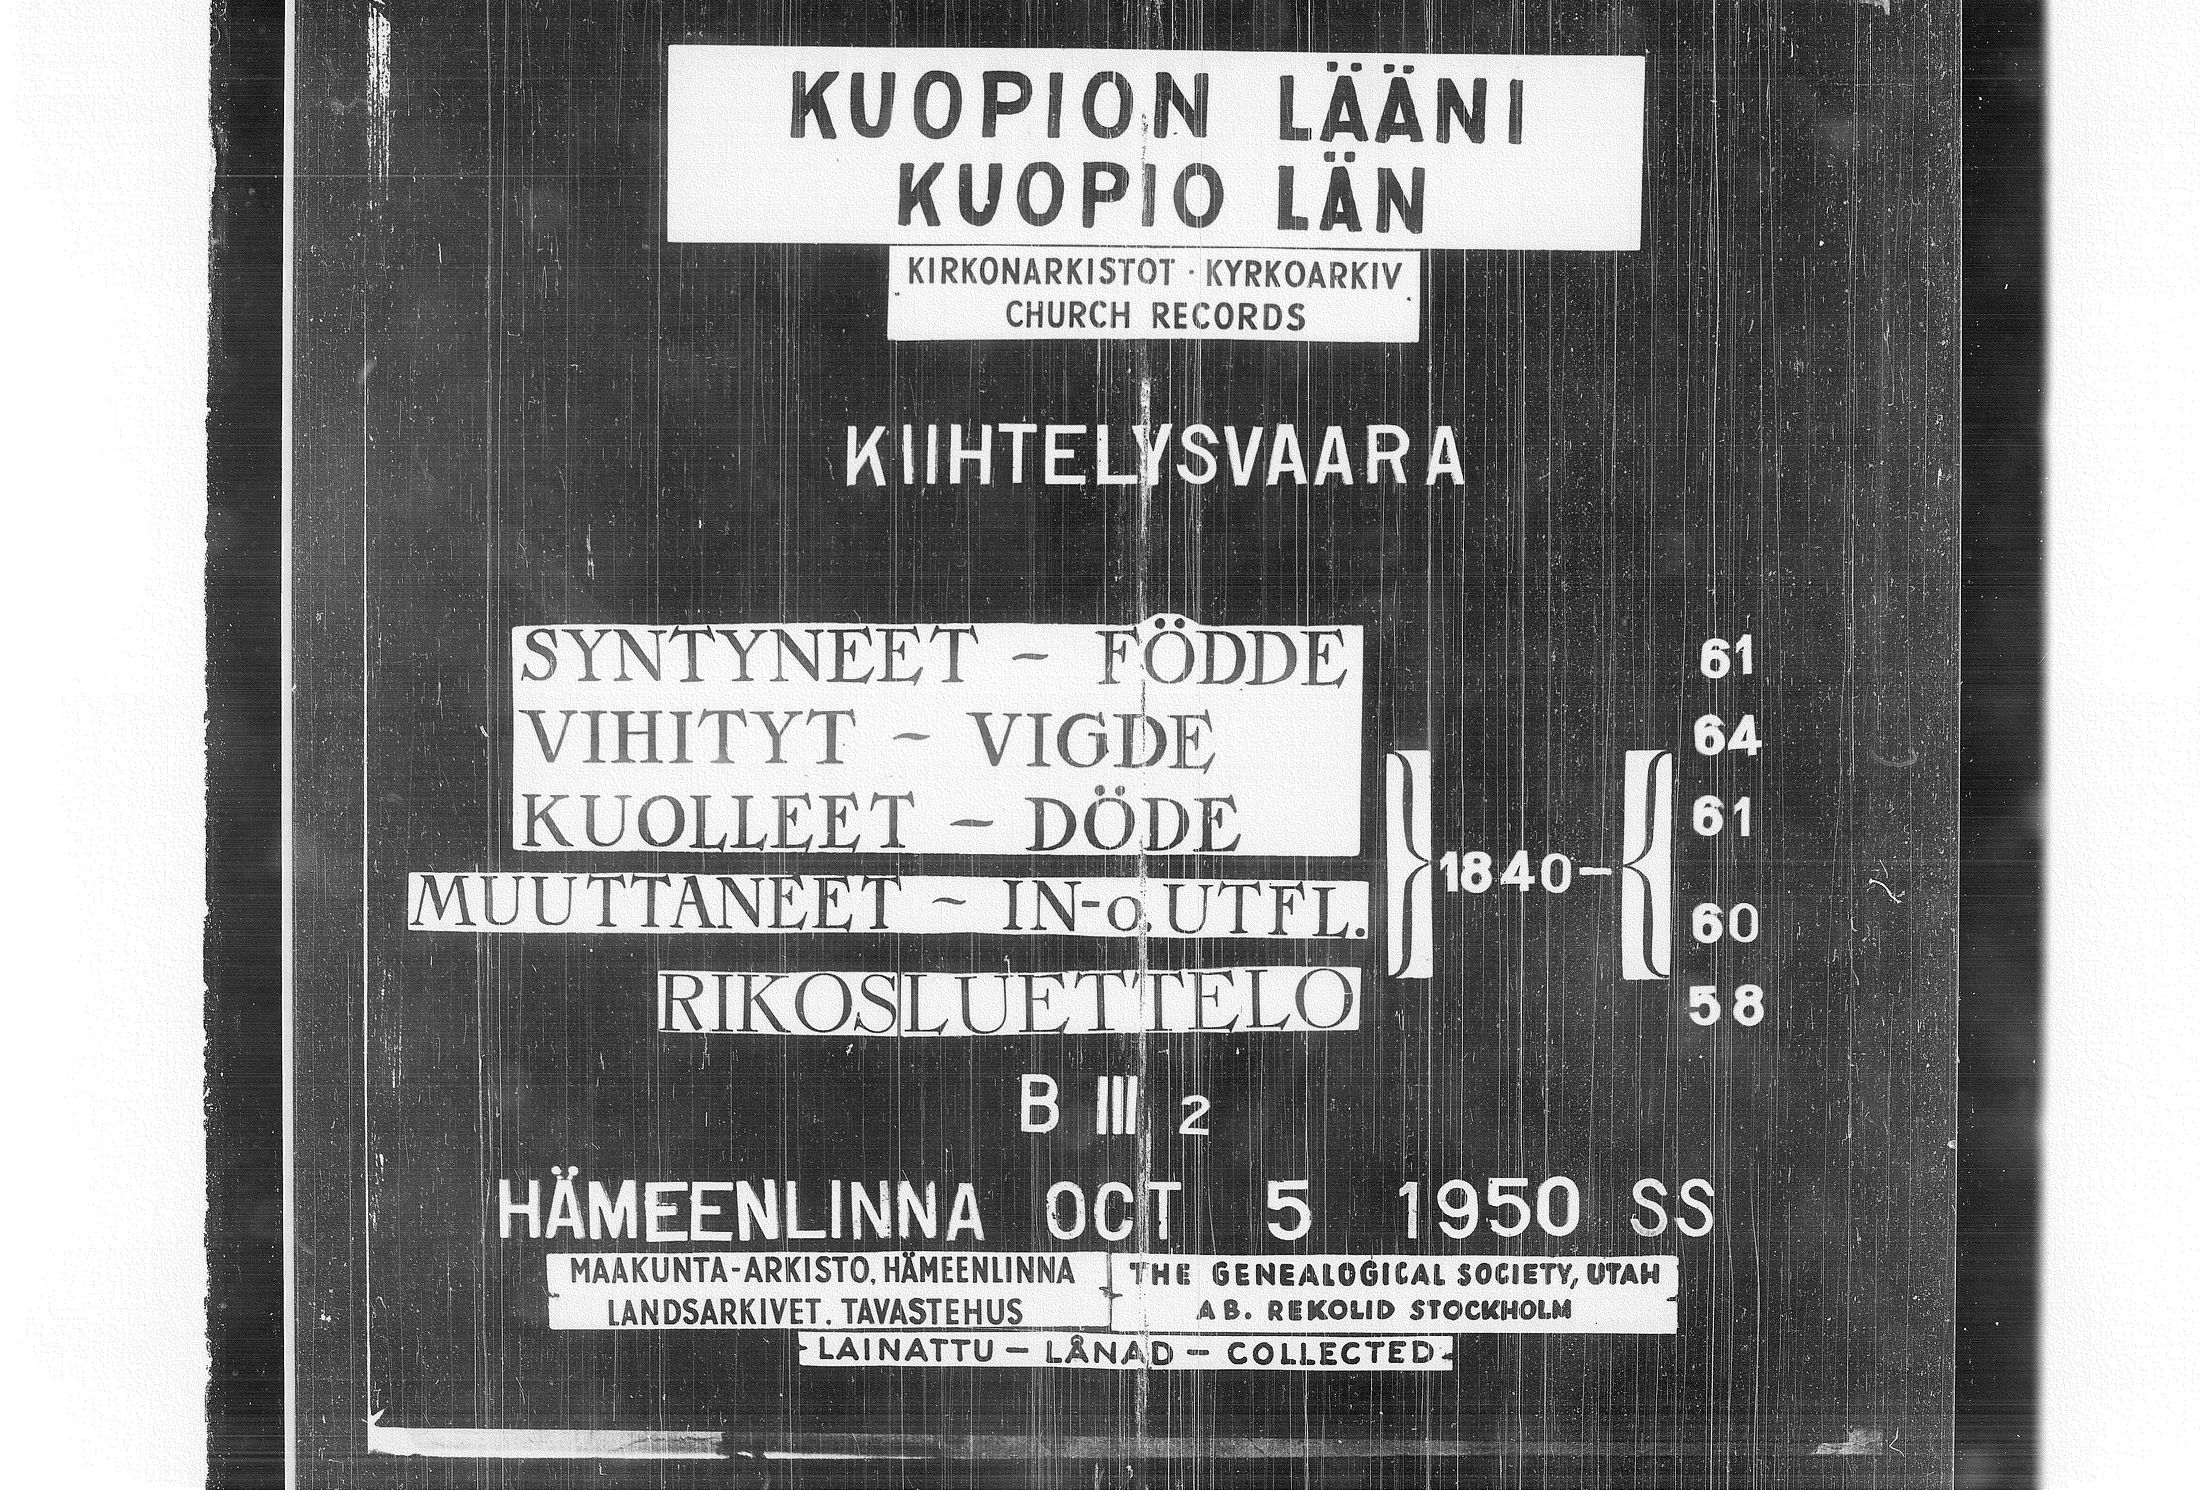 KUOPION LÄÄNI
KUOPIO LÄN
KIRKONARKISTOT · KYRKOARKIV
CHURCH RECORDS
KIIHTELYSVAARA
SYNTYNEET – FÖDDE 61
VIHITYT – VIGDE 64
KUOLLEET – DÖDE 61
} 1840– {
MUUTTANEET – IN-o. UTFL. 60
RIKOSLUETTELO 58
B III 2
HÄMEENLINNA OCT 5 1950 SS
MAAKUNTA-ARKISTO, HÄMEENLINNA
LANDSARKIVET. TAVASTEHUS
THE GENEALOGICAL SOCIETY, UTAH
AB. REKOLID STOCKHOLM
LAINATTU – LÅNAD – COLLECTED